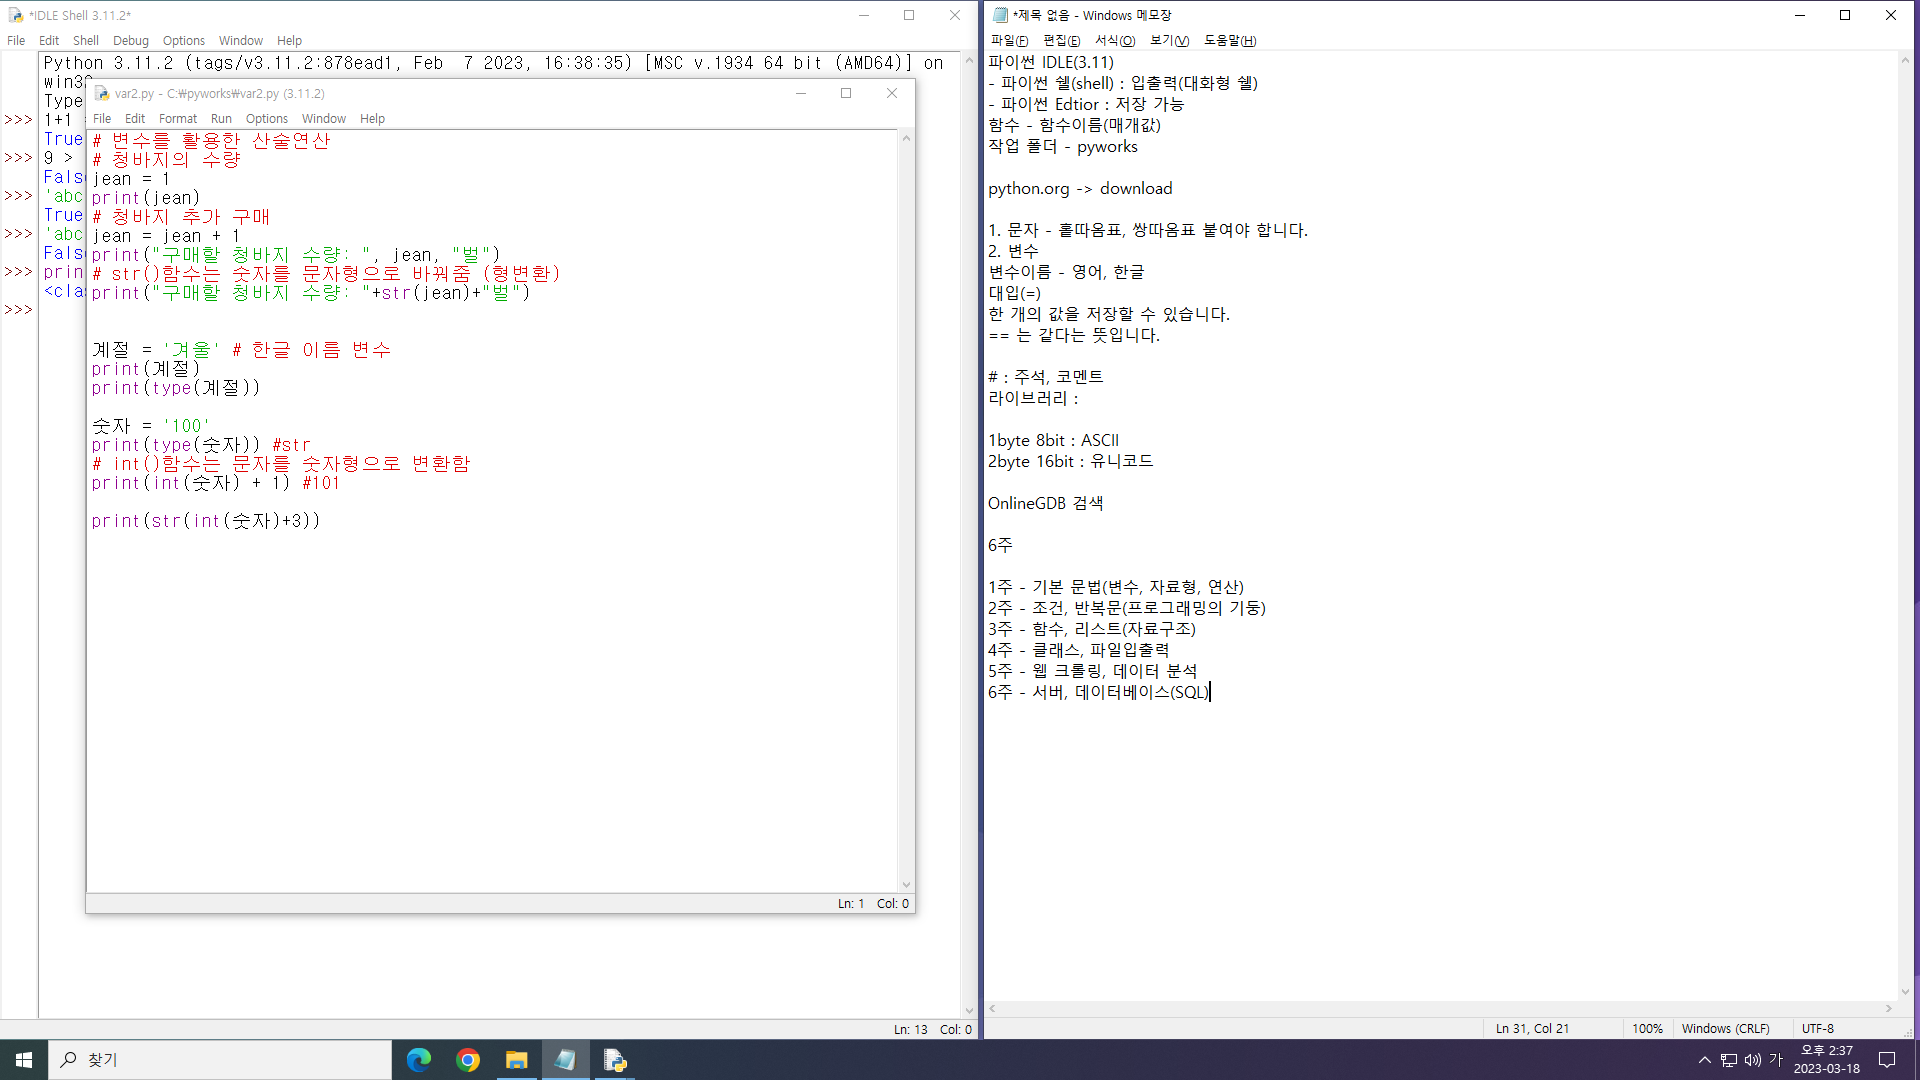 *IDLE Shell 3.11.2*
File Edit Shell Debug Options Window Help
Python 3.11.2 (tags/v3.11.2:878ead1, Feb  7 2023, 16:38:35) [MSC v.1934 64 bit (AMD64)] on
win32
Type
>>> 1+1
True
>>> 9 >
Fals
>>> 'abc
True
>>> 'abc
Fals
>>> prin
<clas
>>>
Ln: 13 Col: 0
var2.py - C:\pyworks\var2.py (3.11.2)
File Edit Format Run Options Window Help
# 변수를 활용한 산술연산
# 청바지의 수량
jean = 1
print(jean)
# 청바지 추가 구매
jean = jean + 1
print("구매할 청바지 수량: ", jean, "벌")
# str()함수는 숫자를 문자형으로 바꿔줌 (형변환)
print("구매할 청바지 수량: "+str(jean)+"벌")
계절 = '겨울' # 한글 이름 변수
print(계절)
print(type(계절))
숫자 = '100'
print(type(숫자)) #str
# int()함수는 문자를 숫자형으로 변환함
print(int(숫자) + 1) #101
print(str(int(숫자)+3))
Ln: 1 Col: 0
*제목 없음 - Windows 메모장
파일(F) 편집(E) 서식(O) 보기(V) 도움말(H)
파이썬 IDLE(3.11)
- 파이썬 쉘(shell) : 입출력(대화형 쉘)
- 파이썬 Edtior : 저장 가능
함수 - 함수이름(매개값)
작업 폴더 - pyworks
python.org -> download
1. 문자 - 홑따옴표, 쌍따옴표 붙여야 합니다.
2. 변수
변수이름 - 영어, 한글
대입(=)
한 개의 값을 저장할 수 있습니다.
== 는 같다는 뜻입니다.
# : 주석, 코멘트
라이브러리 :
1byte 8bit : ASCII
2byte 16bit : 유니코드
OnlineGDB 검색
6주
1주 - 기본 문법(변수, 자료형, 연산)
2주 - 조건, 반복문(프로그래밍의 기둥)
3주 - 함수, 리스트(자료구조)
4주 - 클래스, 파일입출력
5주 - 웹 크롤링, 데이터 분석
6주 - 서버, 데이터베이스(SQL)
Ln 31, Col 21 100% Windows (CRLF) UTF-8
찾기
가
오후 2:37
2023-03-18